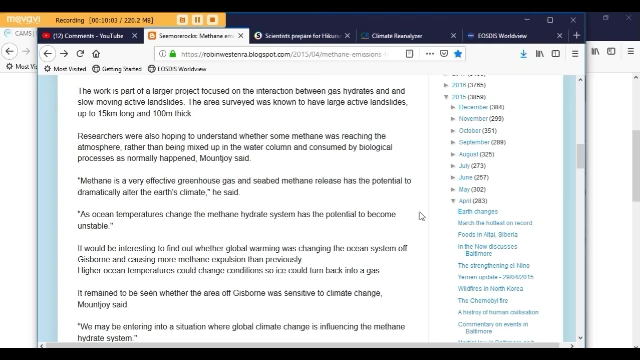 movavi Recording 00:10:03 / 220.2 MB
CAMS
(12) Comments - YouTube
Seemorerocks: Methane emi
Scientists prepare for Hikura
Climate Reanalyzer
EOSDIS Worldview
https://robinwestenra.blogspot.com/2015/04/methane-emissions
Most Visited Getting Started EOSDIS Worldview
The work is part of a larger project focused on the interaction between gas hydrates and and
slow moving active landslides. The area surveyed was known to have large active landslides,
up to 15km long and 100m thick
Researchers were also hoping to understand whether some methane was reaching the
atmosphere, rather than being mixed up in the water column and consumed by biological
processes as normally happened, Mountjoy said.
"Methane is a very effective greenhouse gas and seabed methane release has the potential to
dramatically alter the earth's climate," he said.
"As ocean temperatures change the methane hydrate system has the potential to become
unstable."
It would be interesting to find out whether global warming was changing the ocean system off
Gisborne and causing more methane expulsion than previously
Higher ocean temperatures could change conditions so ice could turn back into a gas
It remained to be seen whether the area off Gisborne was sensitive to climate change,
Mountjoy said.
"We may be entering into a situation where global climate change is influencing the methane
hydrate system."
► 2016 (3765)
▼ 2015 (3859)
► December (384)
► November (299)
► October (351)
► September (289)
► August (325)
► July (273)
► June (257)
► May (302)
▼ April (283)
Earth changes
March the hottest on record
Foods in Altai, Siberia
In the Now discusses
Baltimore
The strengthening el Nino
Yemen update - 29/04/2015
Wildfires in North Korea
The Chernobyl fire
A histroy of human civilisation
Commentary on events in
Baltimore